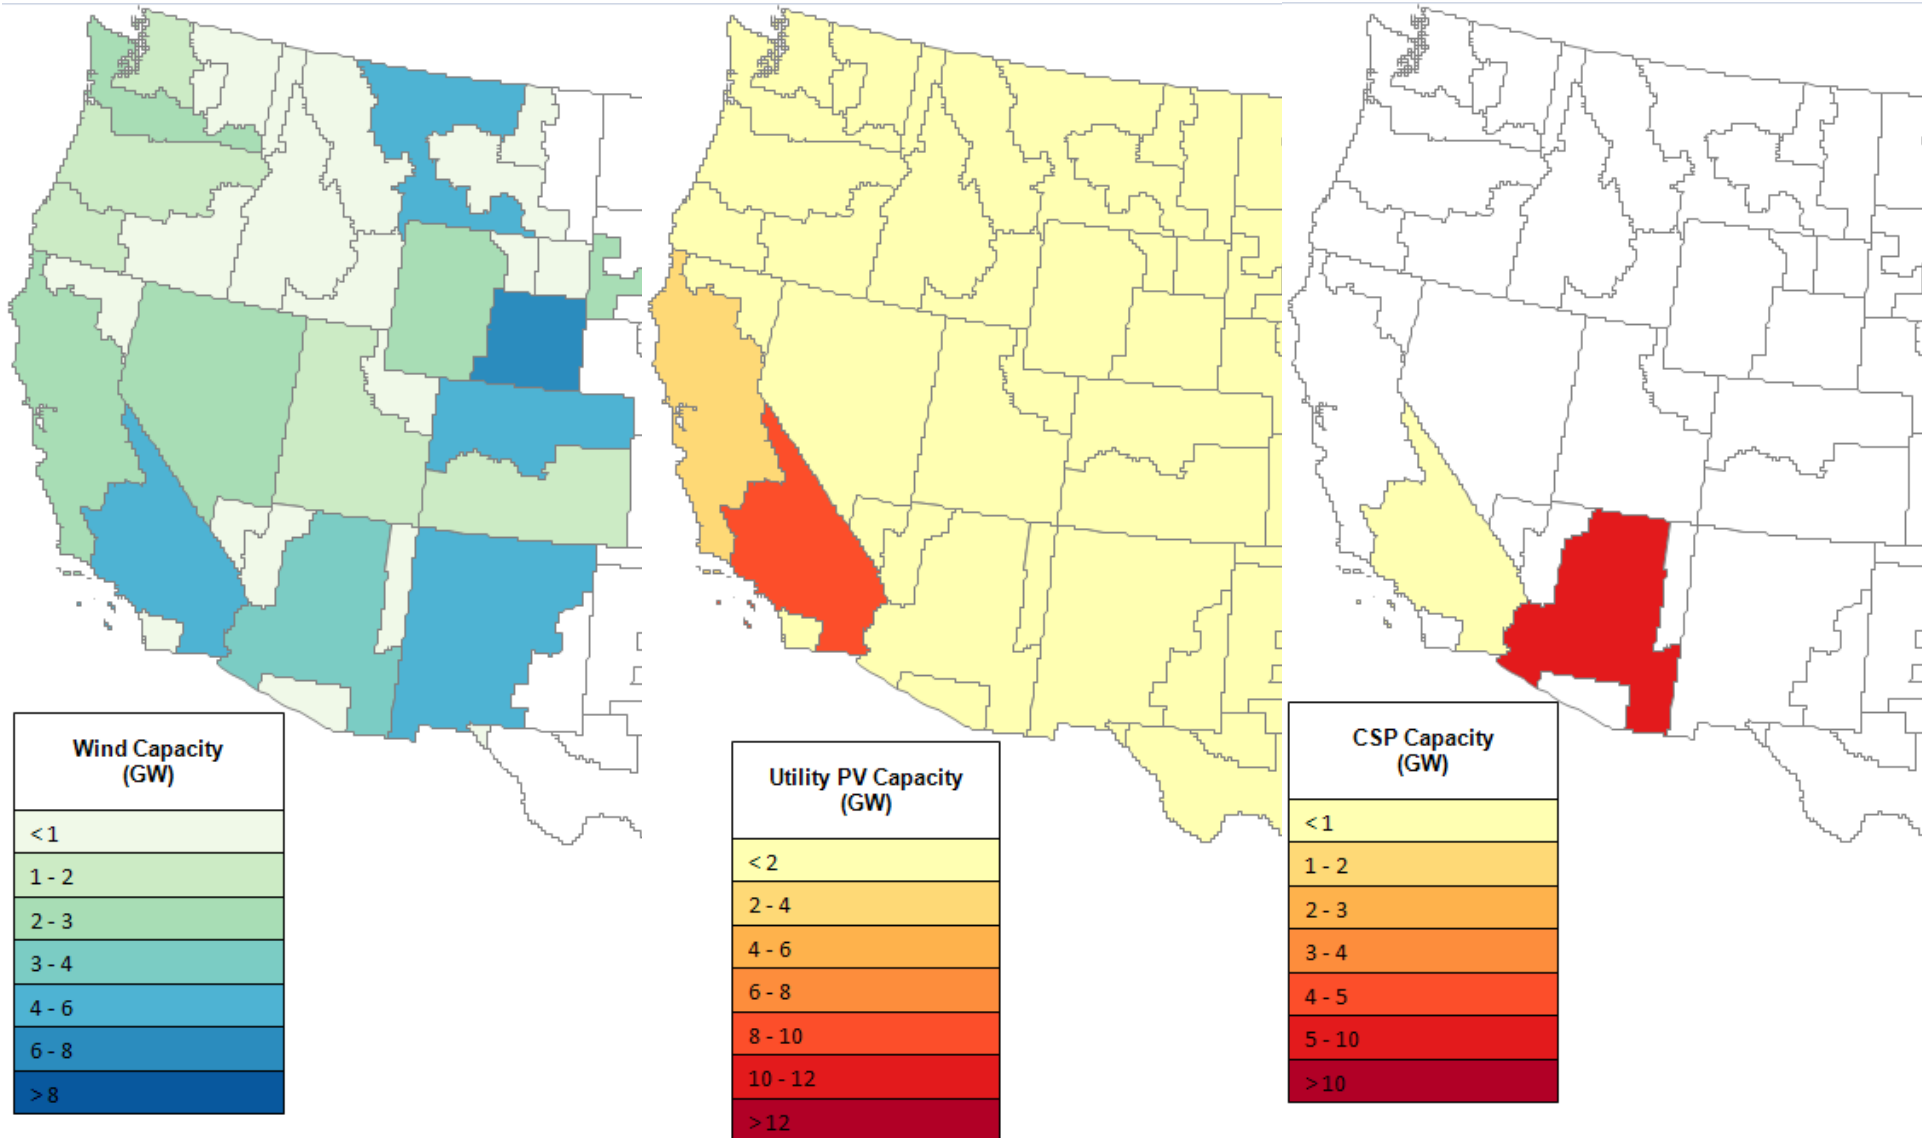 Wind Capacity
(GW)
< 1
1 - 2
2 - 3
3 - 4
4 - 6
6 - 8
> 8
Utility PV Capacity
(GW)
< 2
2 - 4
4 - 6
6 - 8
8 - 10
10 - 12
> 12
CSP Capacity
(GW)
< 1
1 - 2
2 - 3
3 - 4
4 - 5
5 - 10
> 10